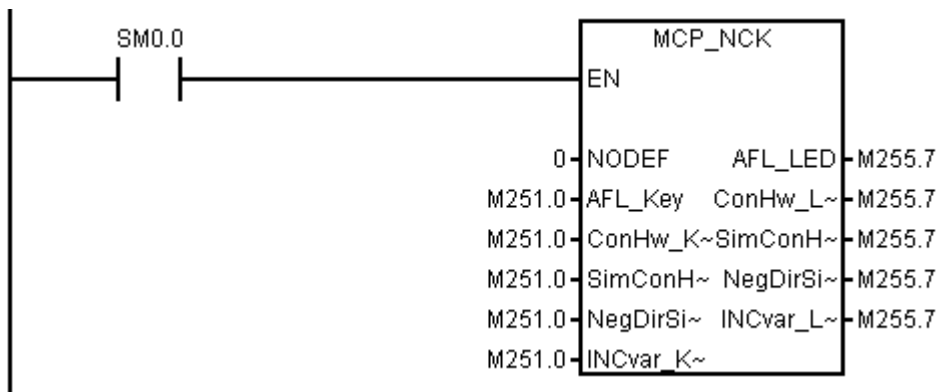 SM0.0
MCP_NCK
EN
0 NODEF AFL_LED M255.7
M251.0 AFL_Key ConHw_L~ M255.7
M251.0 ConHw_K~ SimConH~ M255.7
M251.0 SimConH~ NegDirSi~ M255.7
M251.0 NegDirSi~ INCvar_L~ M255.7
M251.0 INCvar_K~